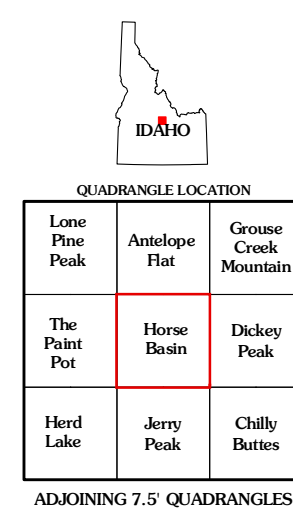 IDAHO
QUADRANGLE LOCATION
Lone
Pine
Peak
Antelope
Flat
Grouse
Creek
Mountain
The
Paint
Pot
Horse
Basin
Dickey
Peak
Herd
Lake
Jerry
Peak
Chilly
Buttes
ADJOINING 7.5' QUADRANGLES